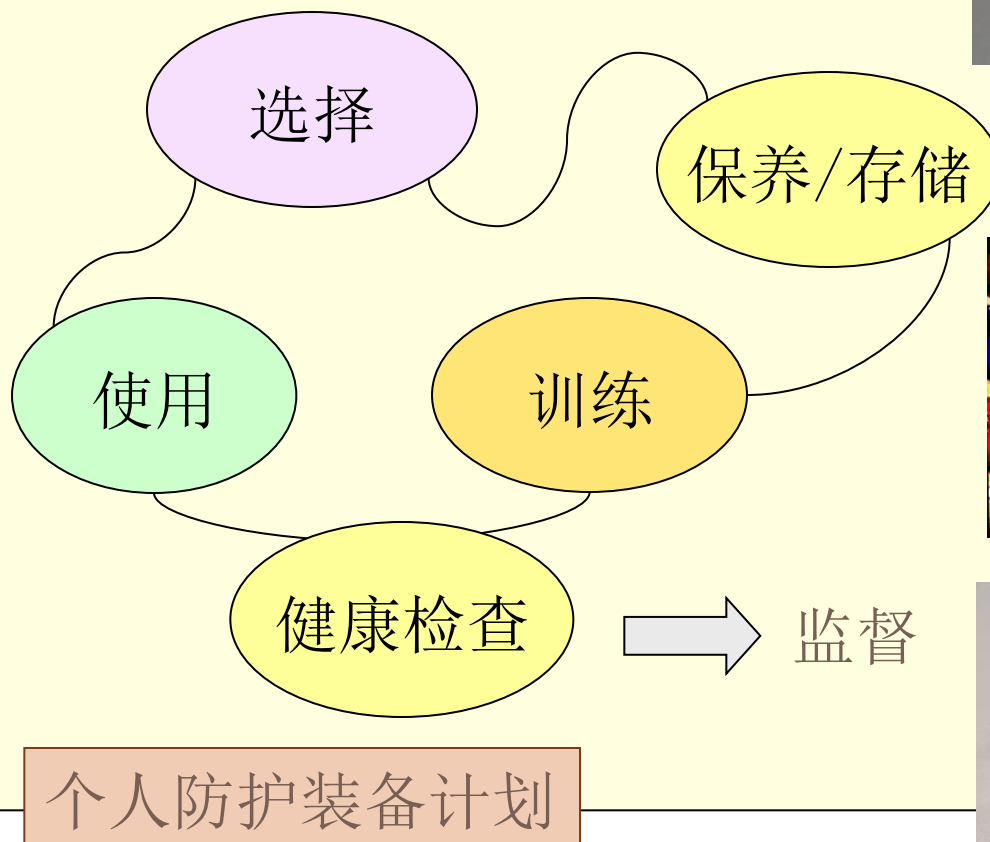 选择
保养/存储
使用
训练
健康检查
监督
个人防护装备计划